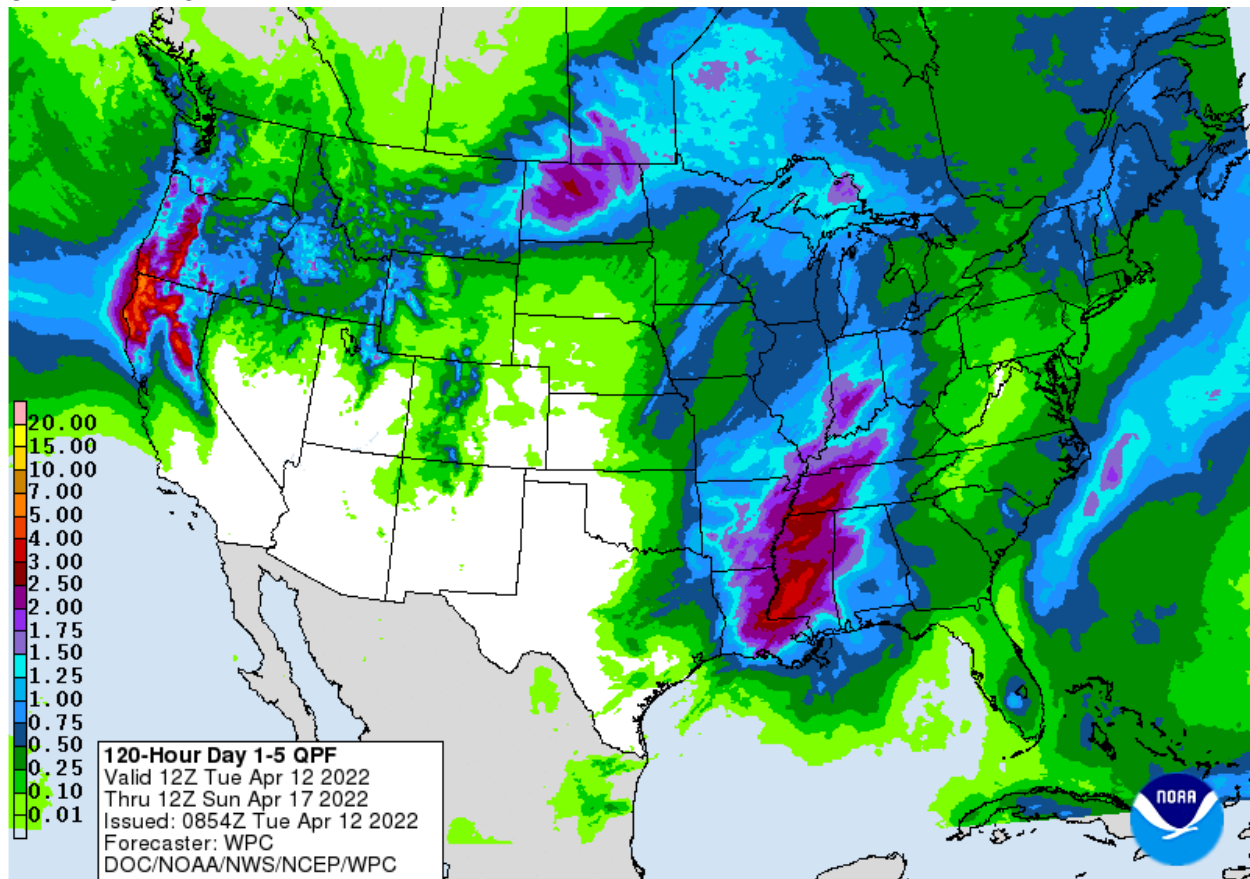 20.00
15.00
10.00
7.00
5.00
4.00
3.00
2.50
2.00
1.75
1.50
1.25
1.00
0.75
0.50
0.25
0.10
0.01
120-Hour Day 1-5 QPF
Valid 12Z Tue Apr 12 2022
Thru 12Z Sun Apr 17 2022
Issued: 0854Z Tue Apr 12 2022
Forecaster: WPC
DOC/NOAA/NWS/NCEP/WPC
NOAA